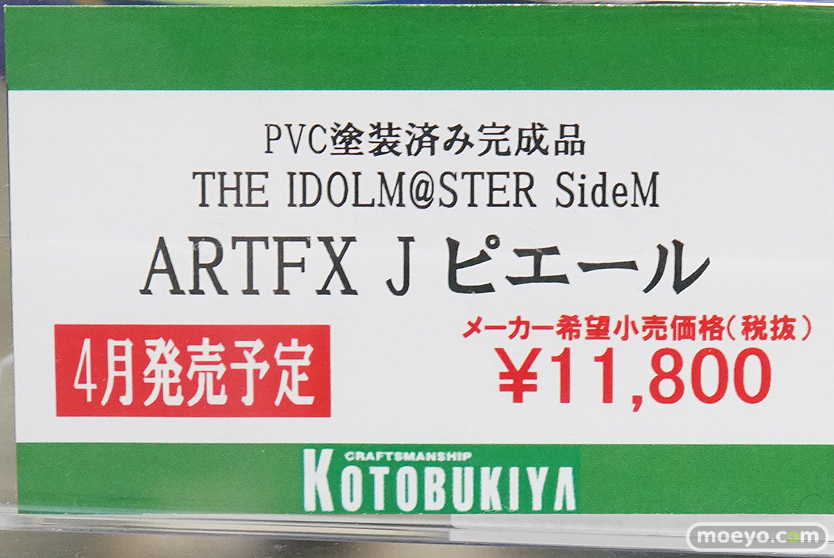 PVC塗装済み完成品
THE IDOLM@STER SideM
ARTFX J ピエール
4月発売予定
メーカー希望小売価格(税抜)
¥11,800
CRAFTSMANSHIP
KOTOBUKIYA
moeyo.com